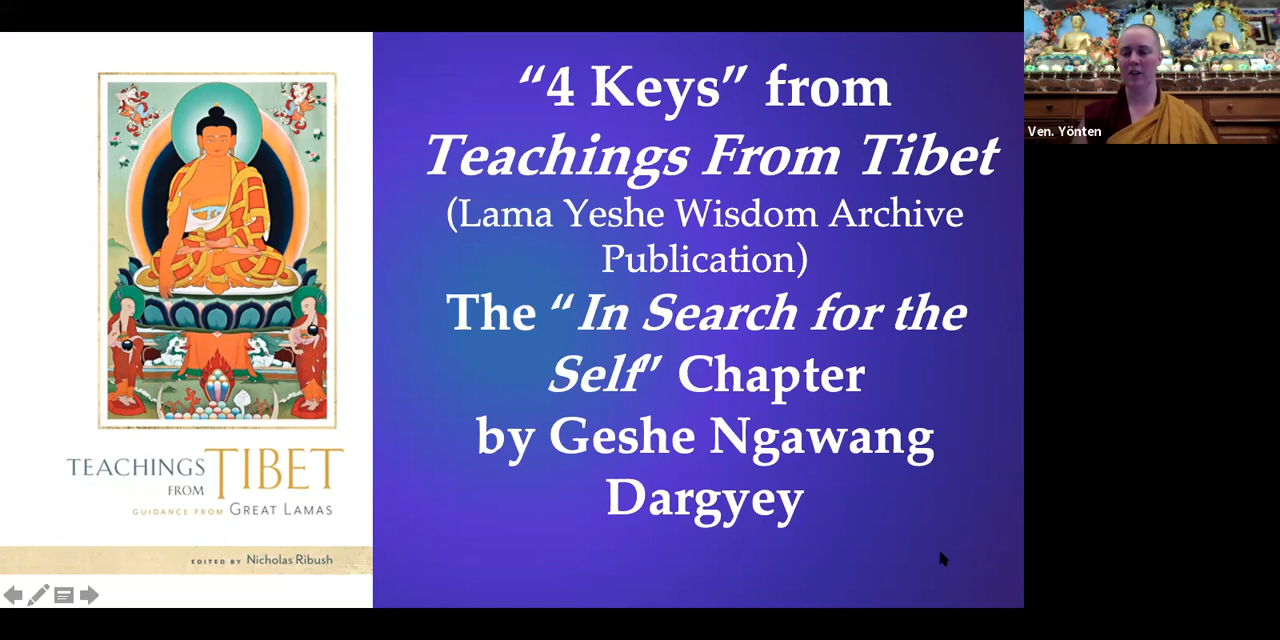 “4 Keys” from
Teachings From Tibet
(Lama Yeshe Wisdom Archive
Publication)
The “In Search for the
Self” Chapter
by Geshe Ngawang
Dargyey
TEACHINGS
FROM TIBET
GUIDANCE FROM GREAT LAMAS
EDITED BY Nicholas Ribush
Ven. Yönten